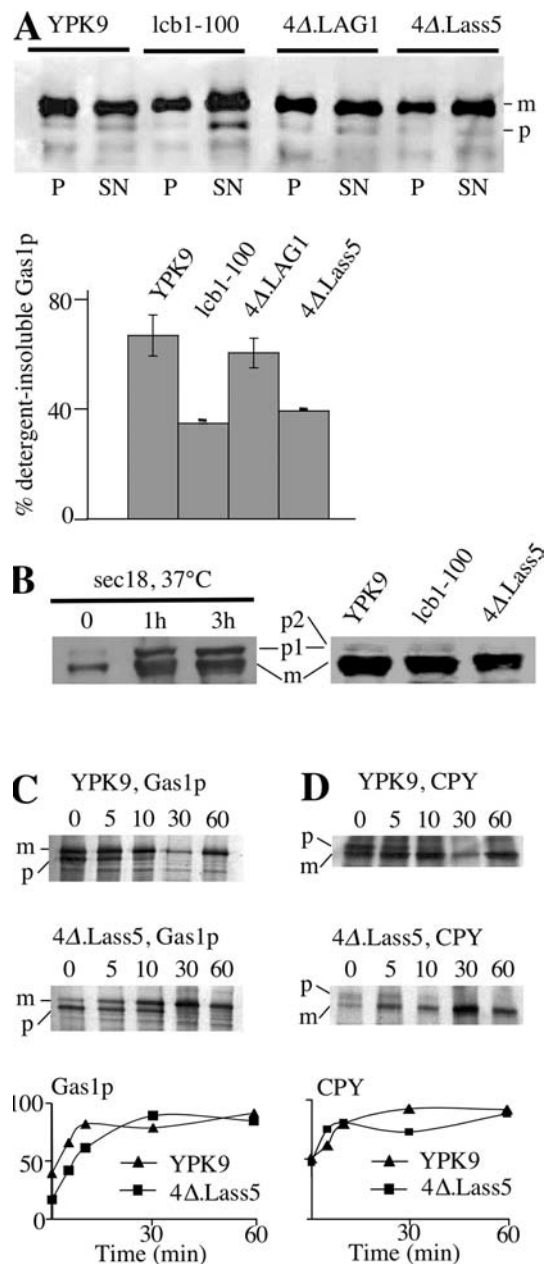 A
YPK9 lcb1-100 4Δ.LAG1 4Δ.Lass5
m
p
P SN P SN P SN P SN
% detergent-insoluble Gas1p
80
40
0
YPK9 lcb1-100 4Δ.LAG1 4Δ.Lass5
B
sec18, 37°C
0 1h 3h
p2
p1
m
YPK9 lcb1-100 4Δ.Lass5
C
YPK9, Gas1p
0 5 10 30 60
m
p
4Δ.Lass5, Gas1p
0 5 10 30 60
m
p
Gas1p
100
50
0
YPK9
4Δ.Lass5
30 60
Time (min)
D
YPK9, CPY
0 5 10 30 60
p
m
4Δ.Lass5, CPY
0 5 10 30 60
p
m
CPY
YPK9
4Δ.Lass5
30 60
Time (min)